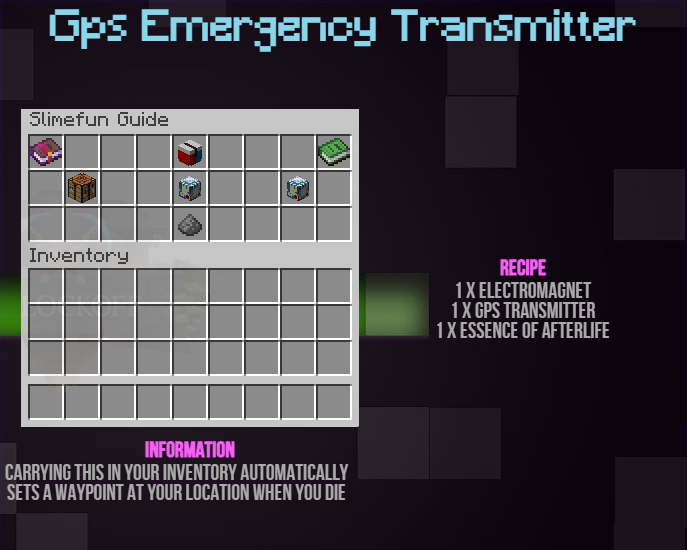 Gps Emergency Transmitter
Slimefun Guide
Inventory
LOCKOFF
RECIPE
1 X ELECTROMAGNET
1 X GPS TRANSMITTER
1 X ESSENCE OF AFTERLIFE
INFORMATION
CARRYING THIS IN YOUR INVENTORY AUTOMATICALLY
SETS A WAYPOINT AT YOUR LOCATION WHEN YOU DIE